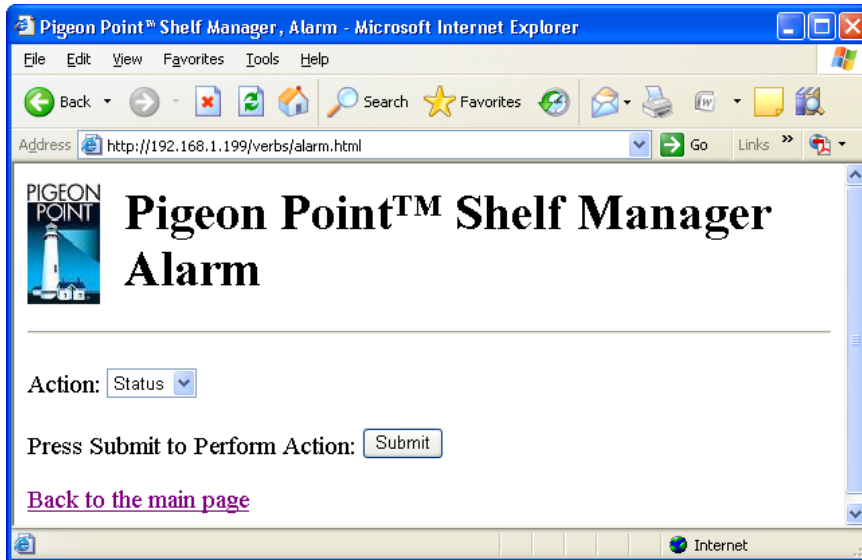 Pigeon Point™ Shelf Manager, Alarm - Microsoft Internet Explorer
File Edit View Favorites Tools Help
Back Search Favorites
Address http://192.168.1.199/verbs/alarm.html Go Links »
PIGEON
POINT
Pigeon Point™ Shelf Manager
Alarm
Action: Status
Press Submit to Perform Action: Submit
Back to the main page
Internet